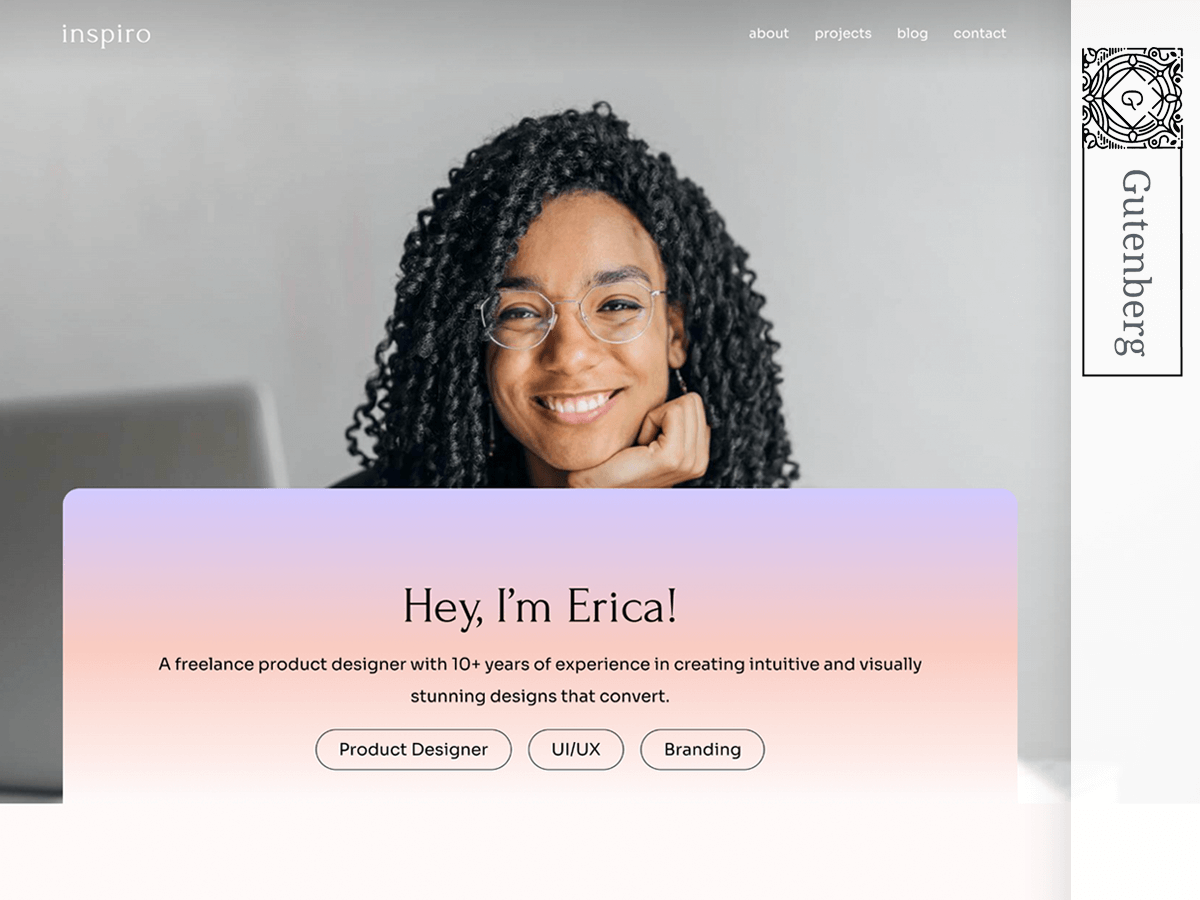 inspiro
about projects blog contact
G
Gutenberg
Hey, I’m Erica!
A freelance product designer with 10+ years of experience in creating intuitive and visually
stunning designs that convert.
Product Designer UI/UX Branding